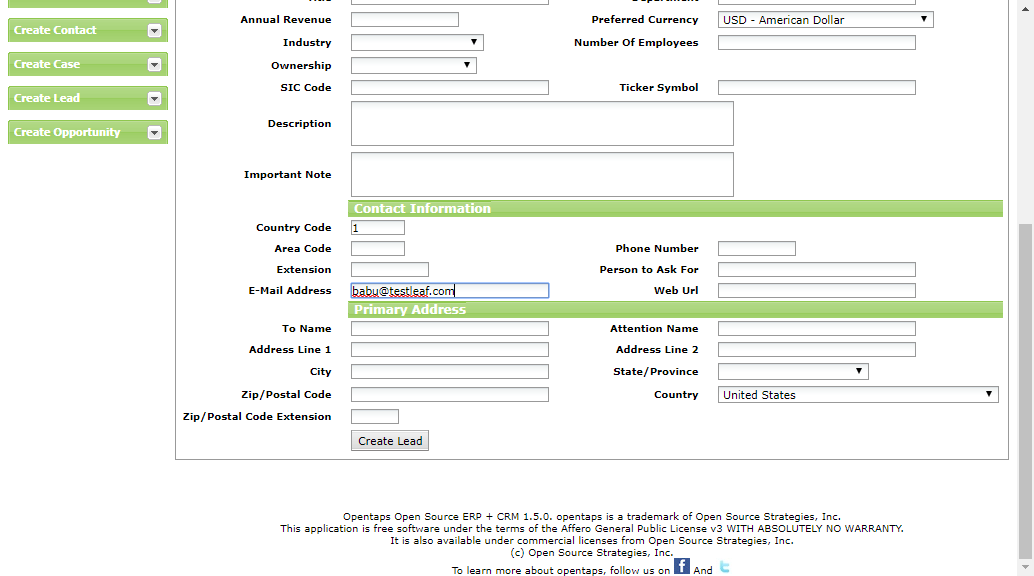 Create Contact
Create Case
Create Lead
Create Opportunity
Annual Revenue Preferred Currency USD - American Dollar
Industry Number Of Employees
Ownership
SIC Code Ticker Symbol
Description
Important Note
Contact Information
Country Code 1
Area Code Phone Number
Extension Person to Ask For
E-Mail Address babu@testleaf.com Web Url
Primary Address
To Name Attention Name
Address Line 1 Address Line 2
City State/Province
Zip/Postal Code Country United States
Zip/Postal Code Extension
Create Lead
Opentaps Open Source ERP + CRM 1.5.0. opentaps is a trademark of Open Source Strategies, Inc.
This application is free software under the terms of the Affero General Public License v3 WITH ABSOLUTELY NO WARRANTY.
It is also available under commercial licenses from Open Source Strategies, Inc.
(c) Open Source Strategies, Inc.
To learn more about opentaps, follow us on f And t